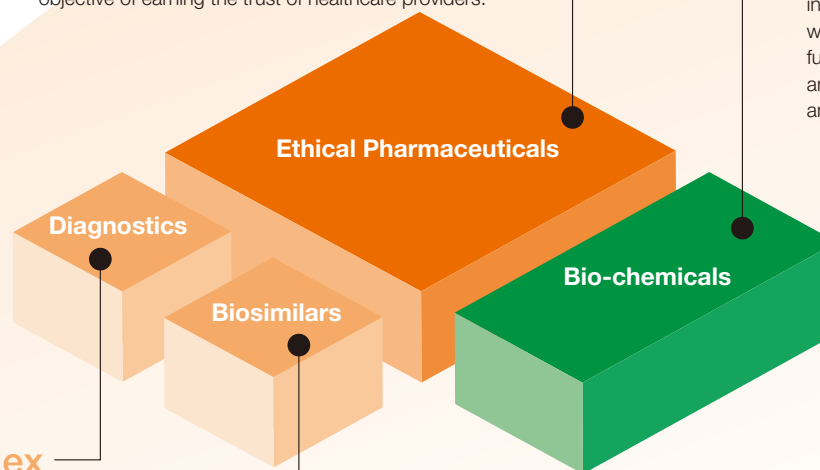 objective of earning the trust of healthcare providers.
Ethical Pharmaceuticals
Diagnostics
Bio-chemicals
Biosimilars
ex